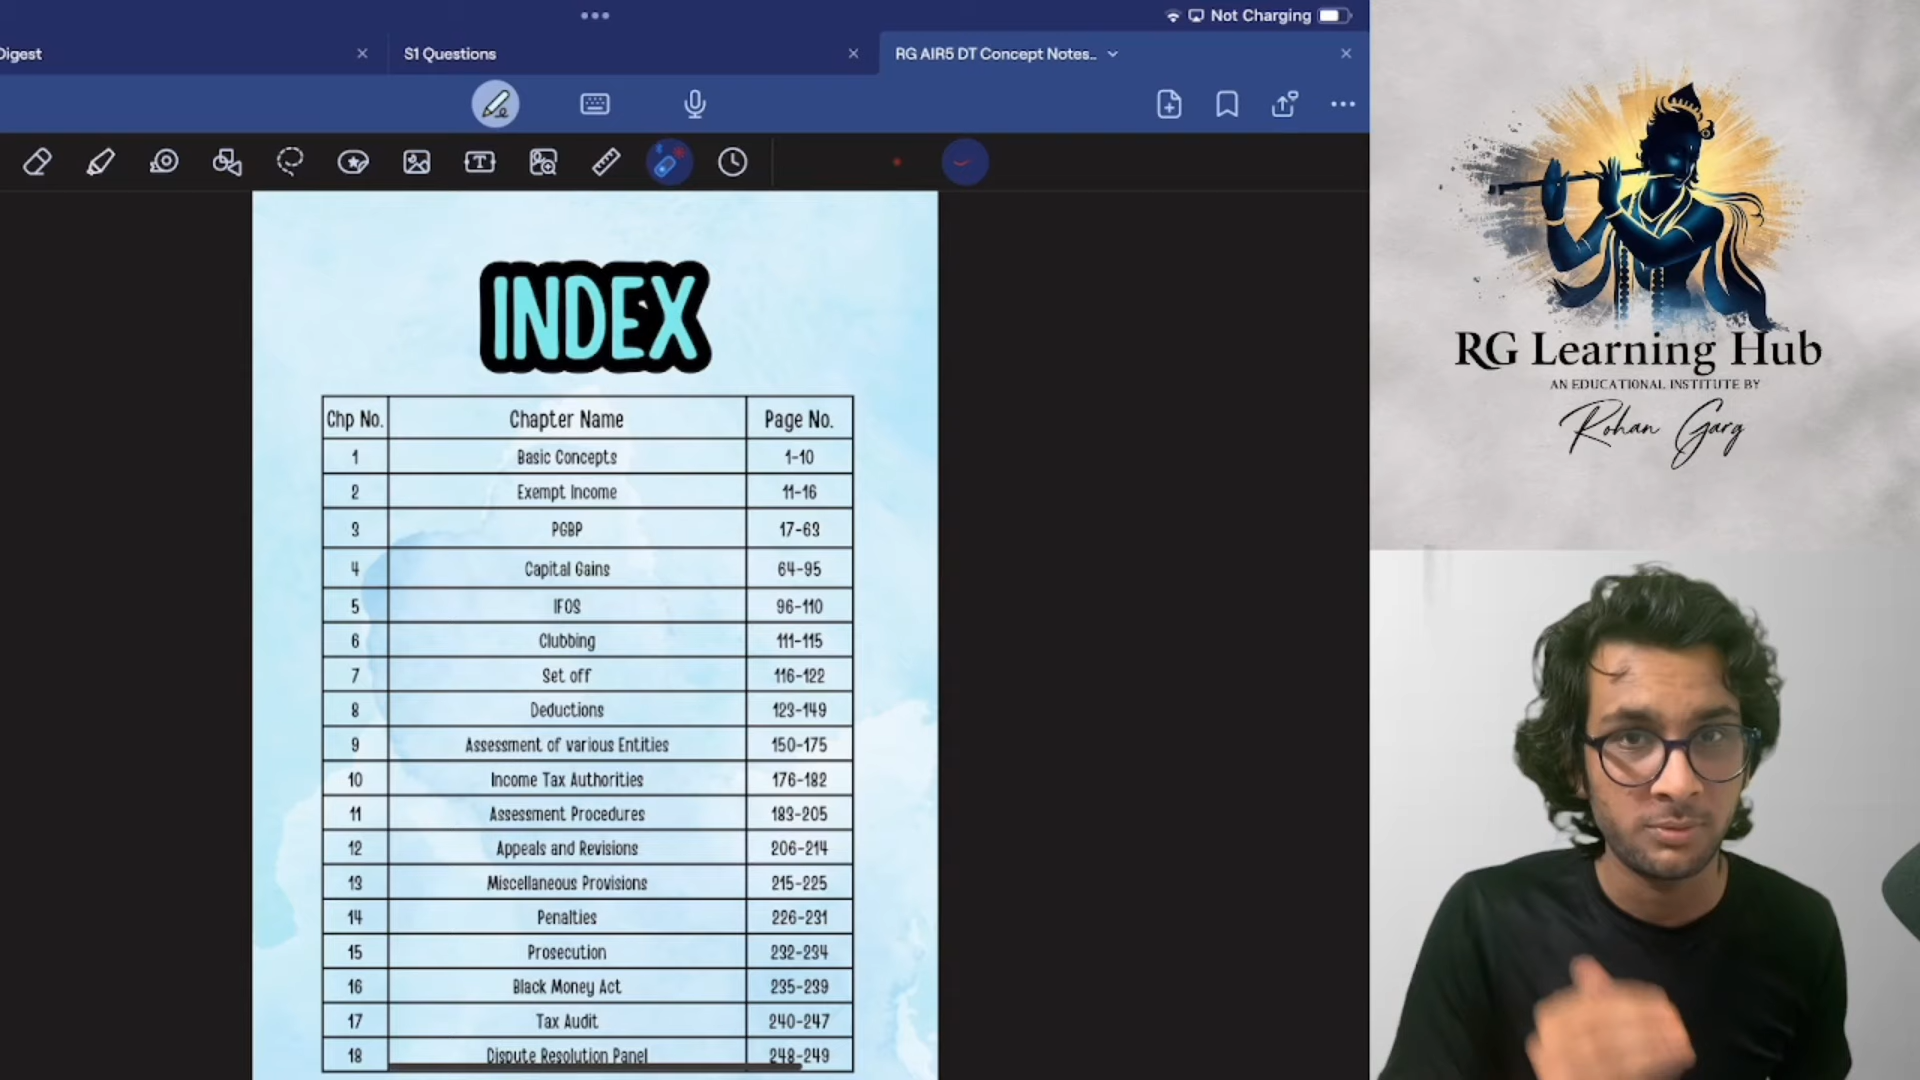 Not Charging
Digest
S1 Questions
RG AIR5 DT Concept Notes..
INDEX
Chp No. Chapter Name Page No.
1 Basic Concepts 1-10
2 Exempt Income 11-16
3 PGBP 17-63
4 Capital Gains 64-95
5 IFOS 96-110
6 Clubbing 111-115
7 Set off 116-122
8 Deductions 123-149
9 Assessment of various Entities 150-175
10 Income Tax Authorities 176-182
11 Assessment Procedures 183-205
12 Appeals and Revisions 206-214
13 Miscellaneous Provisions 215-225
14 Penalties 226-231
15 Prosecution 232-234
16 Black Money Act 235-239
17 Tax Audit 240-247
18 Dispute Resolution Panel 248-249
RG Learning Hub
AN EDUCATIONAL INSTITUTE BY
Rohan Garg